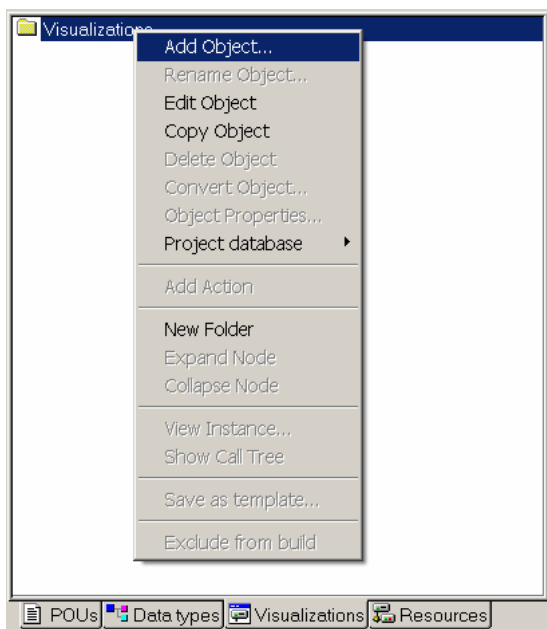 Visualizations
Add Object...
Rename Object...
Edit Object
Copy Object
Delete Object
Convert Object...
Object Properties...
Project database
Add Action
New Folder
Expand Node
Collapse Node
View Instance...
Show Call Tree
Save as template...
Exclude from build
POUs Data types Visualizations Resources